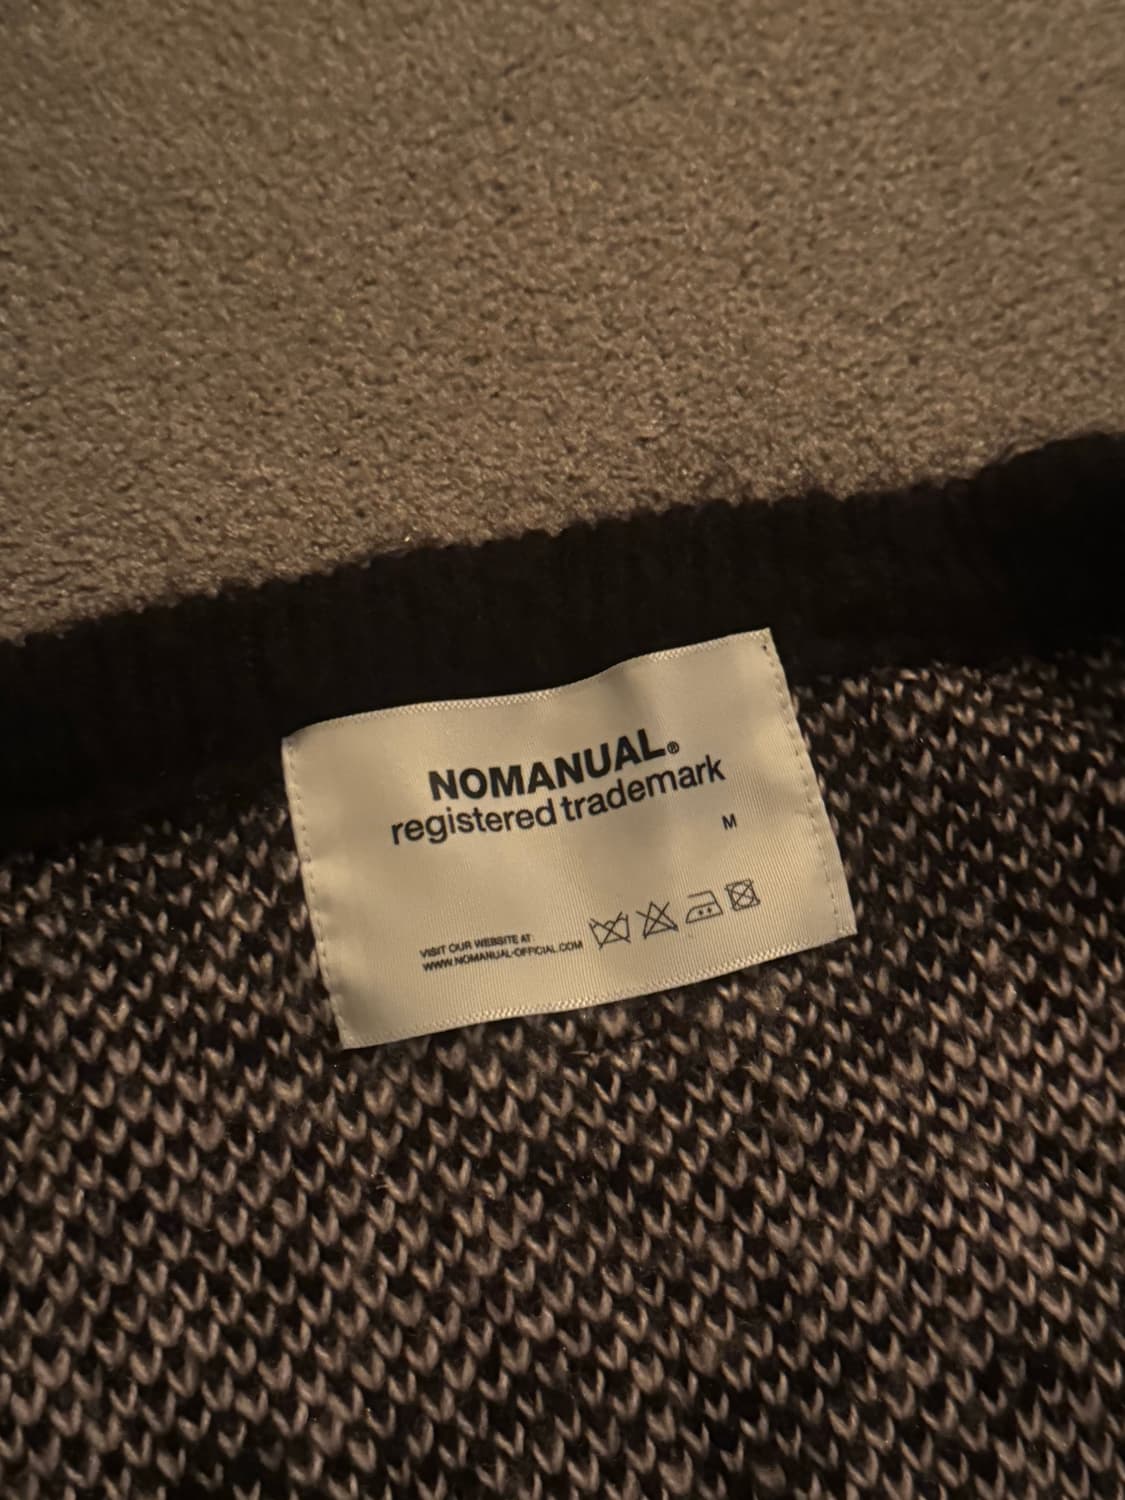 NOMANUAL.®
registered trademark
M
VISIT OUR WEBSITE AT:
WWW.NOMANUAL-OFFICIAL.COM